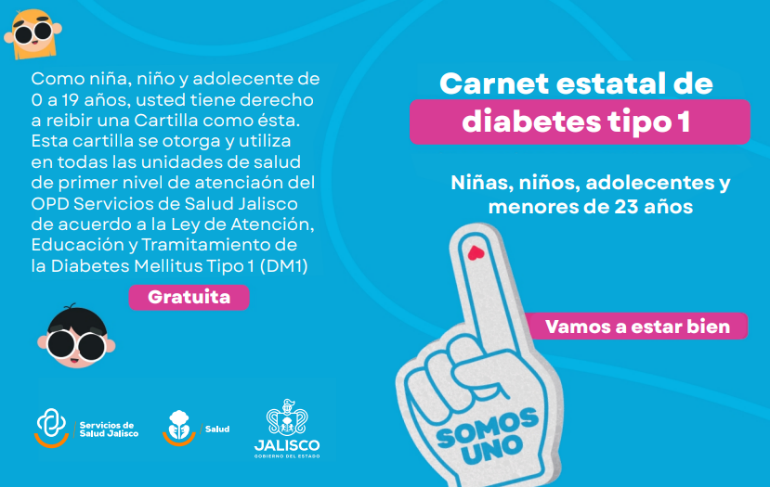 Como niña, niño y adolecente de
0 a 19 años, usted tiene derecho
a reibir una Cartilla como ésta.
Esta cartilla se otorga y utiliza
en todas las unidades de salud
de primer nivel de atenciaón del
OPD Servicios de Salud Jalisco
de acuerdo a la Ley de Atención,
Educación y Tramitamiento de
la Diabetes Mellitus Tipo 1 (DM1)
Gratuita
Servicios de
Salud Jalisco
Salud
JALISCO
GOBIERNO DEL ESTADO
Carnet estatal de
diabetes tipo 1
Niñas, niños, adolecentes y
menores de 23 años
Vamos a estar bien
SOMOS
UNO